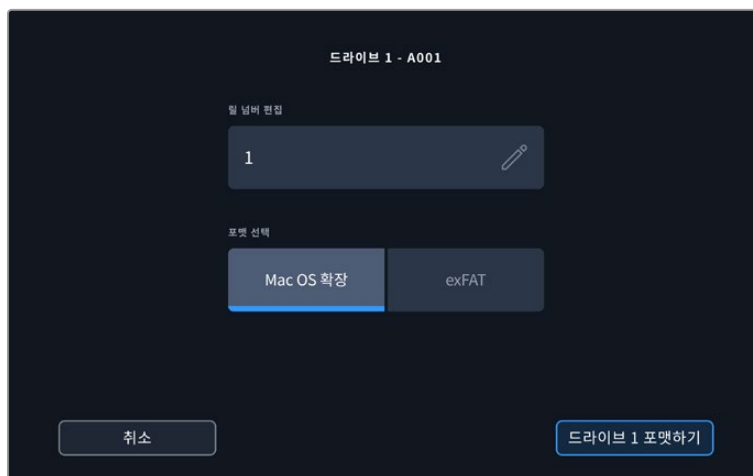 드라이브 1 - A001
릴 넘버 편집
1
포맷 선택
Mac OS 확장
exFAT
취소
드라이브 1 포맷하기